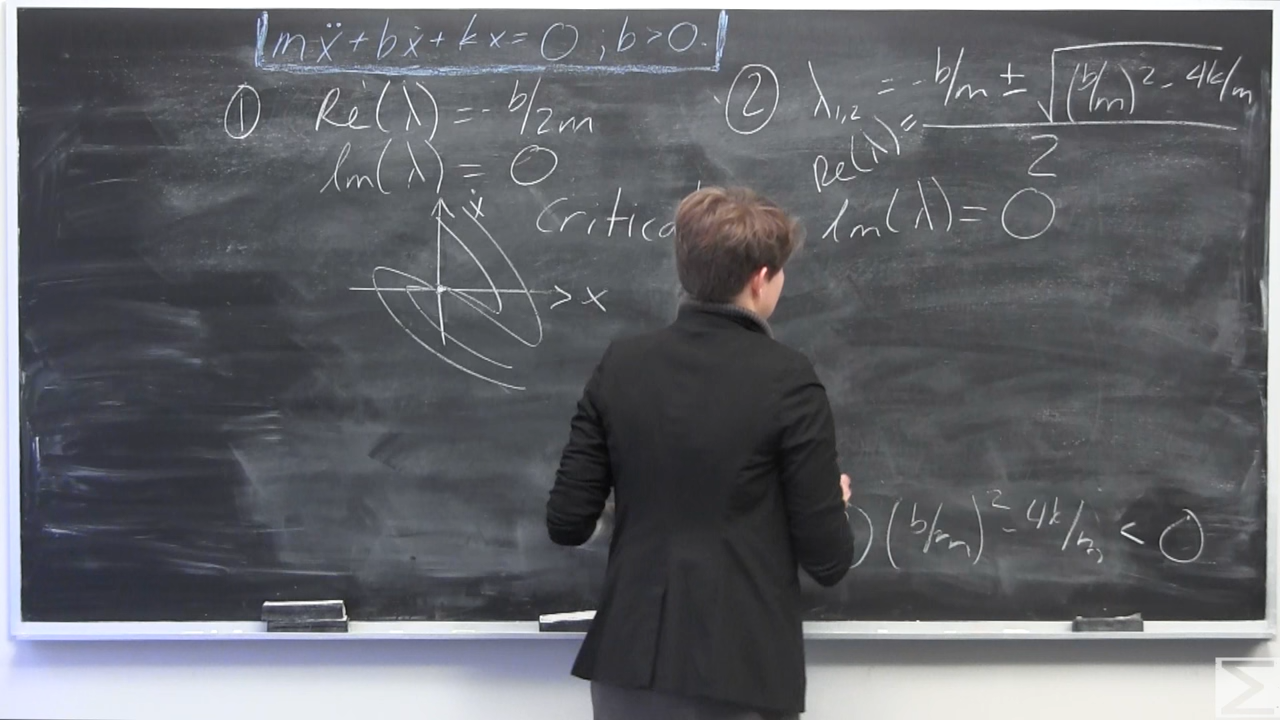 mẍ + bẋ + kx = 0 ; b > 0.
① Re(λ) = -b/2m
Im(λ) = 0
ẋ
> x
② λ1,2 = -b/m ± √(b/m)² - 4k/m
2
Re(λ) =
Im(λ) = 0
(b/m)² - 4k/m < 0
Σ